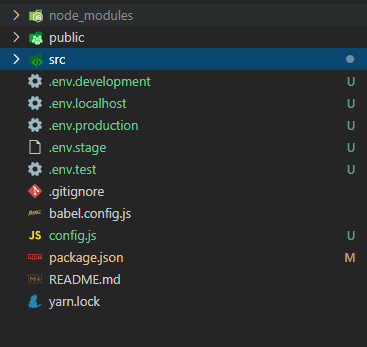 node_modules
public
src
.env.development U
.env.localhost U
.env.production U
.env.stage U
.env.test U
.gitignore
babel.config.js
JS config.js U
package.json M
README.md
yarn.lock